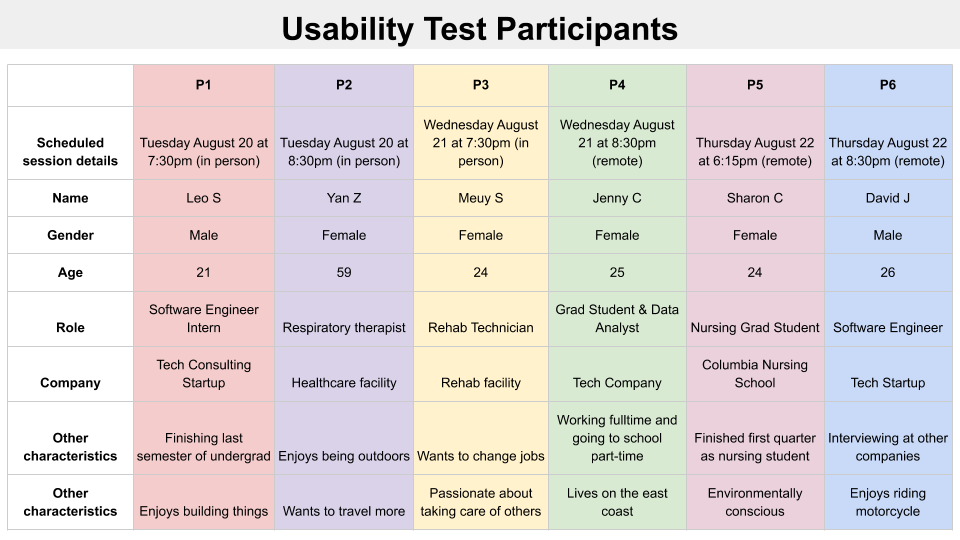 Usability Test Participants
P1 P2 P3 P4 P5 P6
Scheduled session details
Tuesday August 20 at 7:30pm (in person)
Tuesday August 20 at 8:30pm (in person)
Wednesday August 21 at 7:30pm (in person)
Wednesday August 21 at 8:30pm (remote)
Thursday August 22 at 6:15pm (remote)
Thursday August 22 at 8:30pm (remote)
Name Leo S Yan Z Meuy S Jenny C Sharon C David J
Gender Male Female Female Female Female Male
Age 21 59 24 25 24 26
Role
Software Engineer Intern
Respiratory therapist
Rehab Technician
Grad Student & Data Analyst
Nursing Grad Student
Software Engineer
Company
Tech Consulting Startup
Healthcare facility
Rehab facility
Tech Company
Columbia Nursing School
Tech Startup
Other characteristics
Finishing last semester of undergrad
Enjoys being outdoors
Wants to change jobs
Working fulltime and going to school part-time
Finished first quarter as nursing student
Interviewing at other companies
Other characteristics
Enjoys building things
Wants to travel more
Passionate about taking care of others
Lives on the east coast
Environmentally conscious
Enjoys riding motorcycle